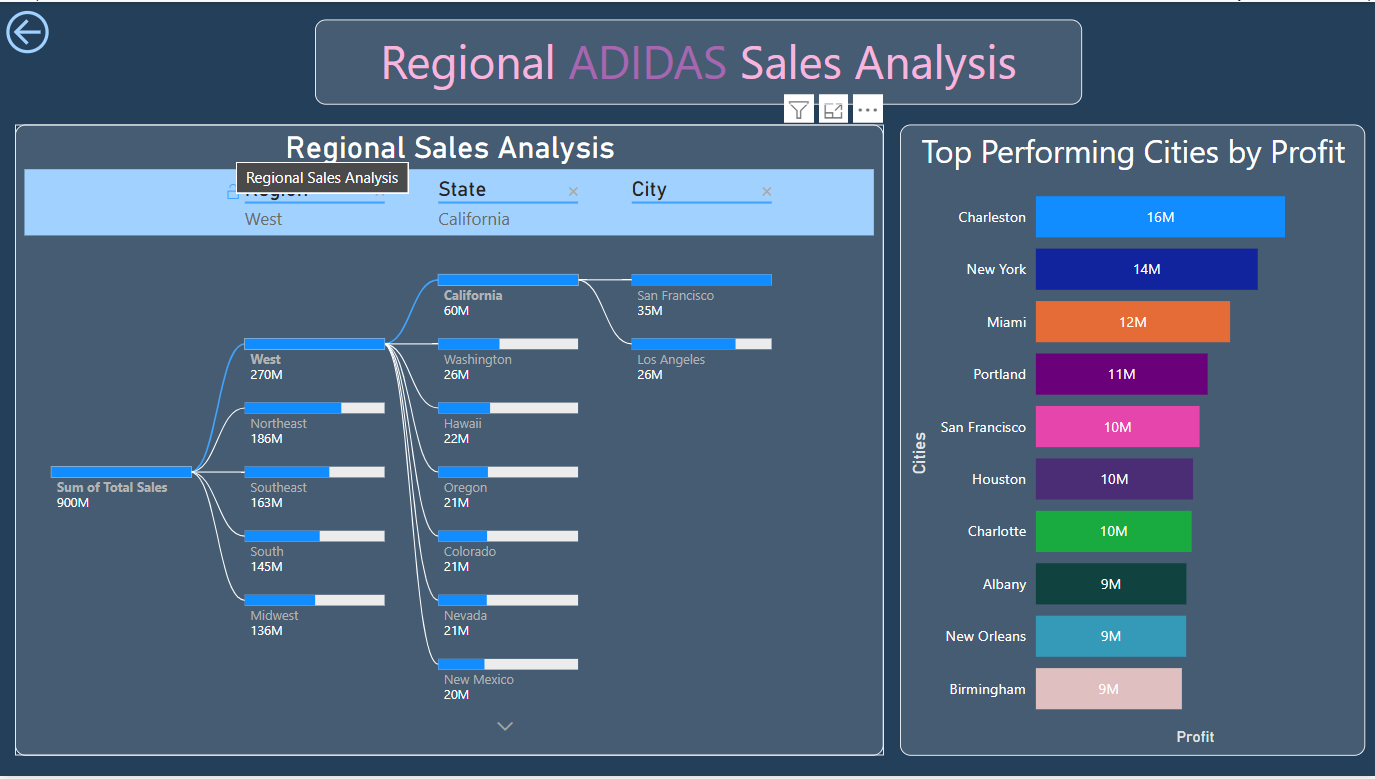 Regional ADIDAS Sales Analysis
Regional Sales Analysis
Regional Sales Analysis
Region
West
State
California
City
Sum of Total Sales
900M
West
270M
Northeast
186M
Southeast
163M
South
145M
Midwest
136M
California
60M
Washington
26M
Hawaii
22M
Oregon
21M
Colorado
21M
Nevada
21M
New Mexico
20M
San Francisco
35M
Los Angeles
26M
Top Performing Cities by Profit
Cities
Charleston 16M
New York 14M
Miami 12M
Portland 11M
San Francisco 10M
Houston 10M
Charlotte 10M
Albany 9M
New Orleans 9M
Birmingham 9M
Profit